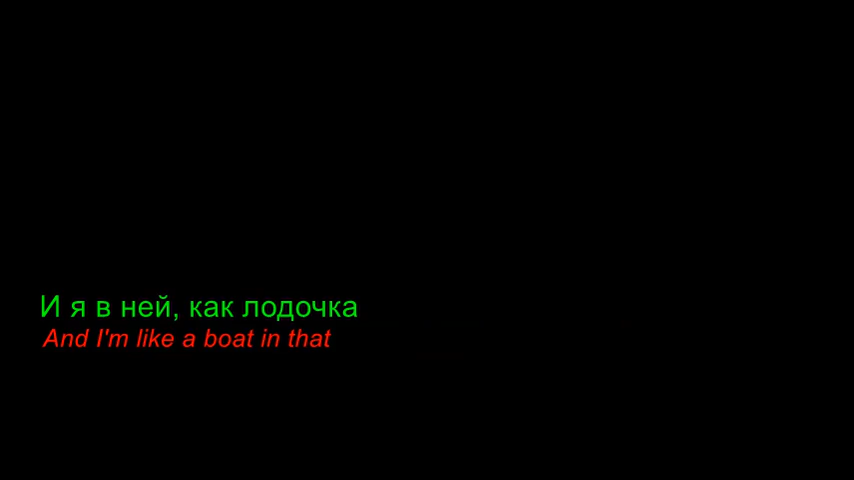 И я в ней, как лодочка
And I'm like a boat in that